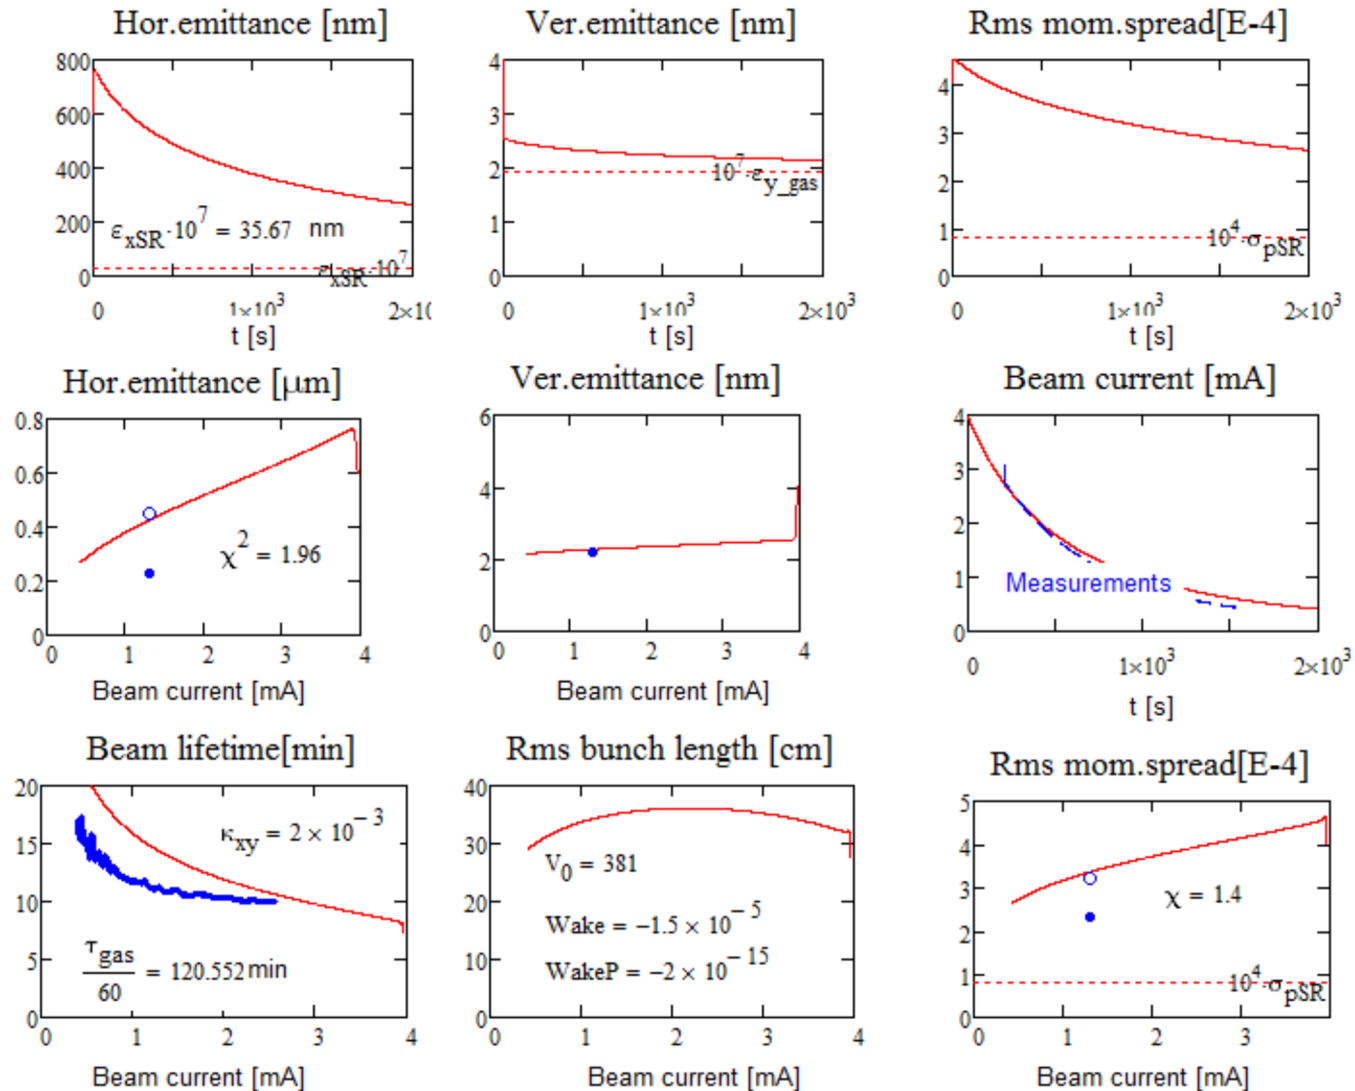 Hor.emittance [nm]
800
600
400
200
0
ε_xSR·10^7 = 35.67 nm
ε_xSR·10^7
0
1×10^3
t [s]
Ver.emittance [nm]
4
3
2
1
0
10^7·ε_y_gas
0 1×10^3 2×10^3
t [s]
Rms mom.spread[E-4]
4
3
2
1
0
10^4·σ_pSR
0 1×10^3 2×10^3
t [s]
Hor.emittance [μm]
0.8
0.6
0.4
0.2
0
χ^2 = 1.96
0 1 2 3 4
Beam current [mA]
Ver.emittance [nm]
6
4
2
0
0 1 2 3 4
Beam current [mA]
Beam current [mA]
4
3
2
1
0
Measurements
0 1×10^3 2×10^3
t [s]
Beam lifetime[min]
20
15
10
5
0
κ_xy = 2 × 10^−3
τ_gas
60
= 120.552 min
0 1 2 3 4
Beam current [mA]
Rms bunch length [cm]
40
30
20
10
0
V_0 = 381
Wake = −1.5 × 10^−5
WakeP = −2 × 10^−15
0 1 2 3 4
Beam current [mA]
Rms mom.spread[E-4]
5
4
3
2
1
0
χ = 1.4
10^4·σ_pSR
0 1 2 3
Beam current [mA]